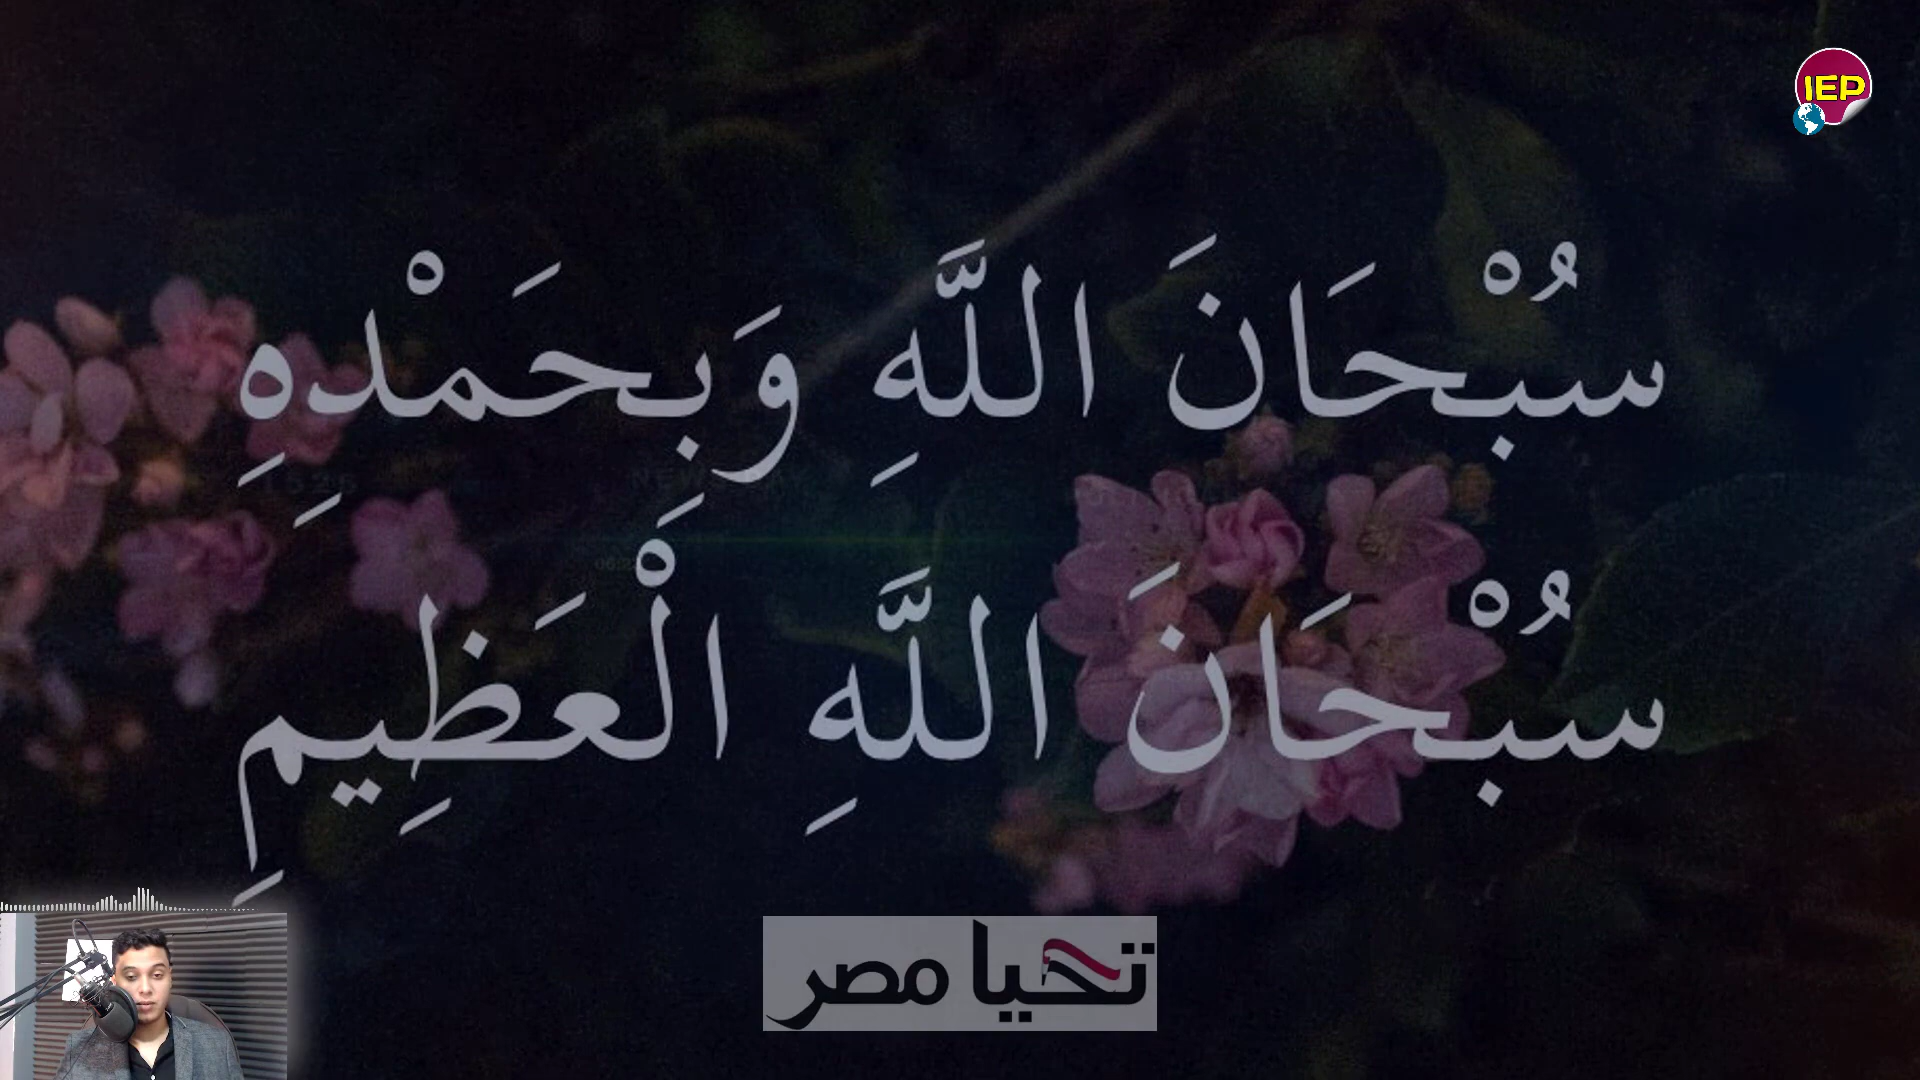 IEP
سُبْحَانَ اللَّهِ وَبِحَمْدِهِ
سُبْحَانَ اللَّهِ الْعَظِيمِ
تحيا مصر